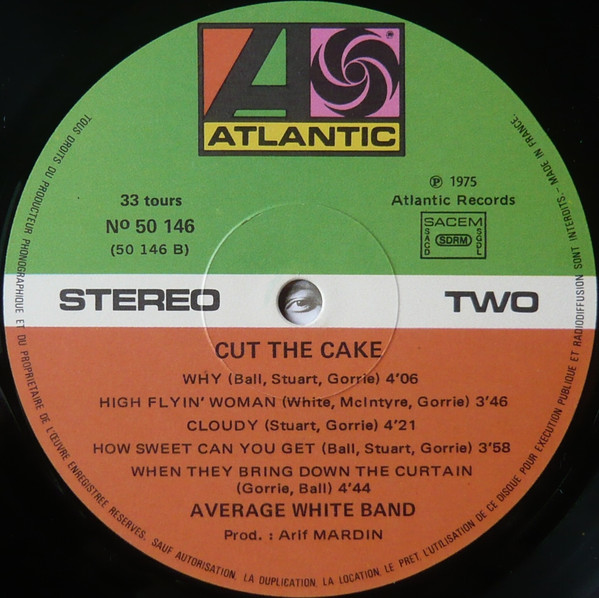 ATLANTIC
℗ 1975
Atlantic Records
33 tours
Nº 50 146
(50 146 B)
SACEM
SACD
SDRM
SGDL
STEREO
TWO
CUT THE CAKE
WHY (Ball, Stuart, Gorrie) 4'06
HIGH FLYIN' WOMAN (White, McIntyre, Gorrie) 3'46
CLOUDY (Stuart, Gorrie) 4'21
HOW SWEET CAN YOU GET (Ball, Stuart, Gorrie) 3'58
WHEN THEY BRING DOWN THE CURTAIN
(Gorrie, Ball) 4'44
AVERAGE WHITE BAND
Prod. : Arif MARDIN
TOUS DROITS DU PRODUCTEUR PHONOGRAPHIQUE ET DU PROPRIETAIRE DE L'ŒUVRE ENREGISTREE RESERVES. SAUF AUTORISATION, LA DUPLICATION, LA LOCATION, LE PRET, L'UTILISATION DE CE DISQUE POUR EXECUTION PUBLIQUE ET RADIODIFFUSION SONT INTERDITS.- MADE IN FRANCE.